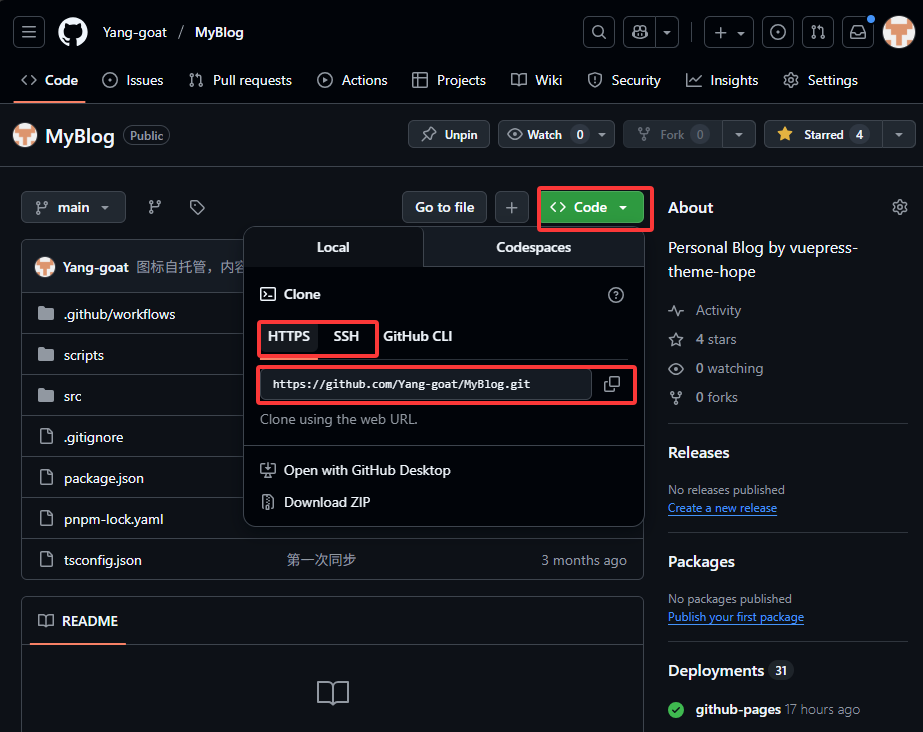 Yang-goat / MyBlog
Code Issues Pull requests Actions Projects Wiki Security Insights Settings
MyBlog Public Unpin Watch 0 Fork 0 Starred 4
main Go to file Code
Local Codespaces
Yang-goat 图标自托管，内容
Clone
HTTPS SSH GitHub CLI
https://github.com/Yang-goat/MyBlog.git
Clone using the web URL.
Open with GitHub Desktop
Download ZIP
.github/workflows
scripts
src
.gitignore
package.json
pnpm-lock.yaml
tsconfig.json 第一次同步 3 months ago
README
About
Personal Blog by vuepress-
theme-hope
Activity
4 stars
0 watching
0 forks
Releases
No releases published
Create a new release
Packages
No packages published
Publish your first package
Deployments 31
github-pages 17 hours ago